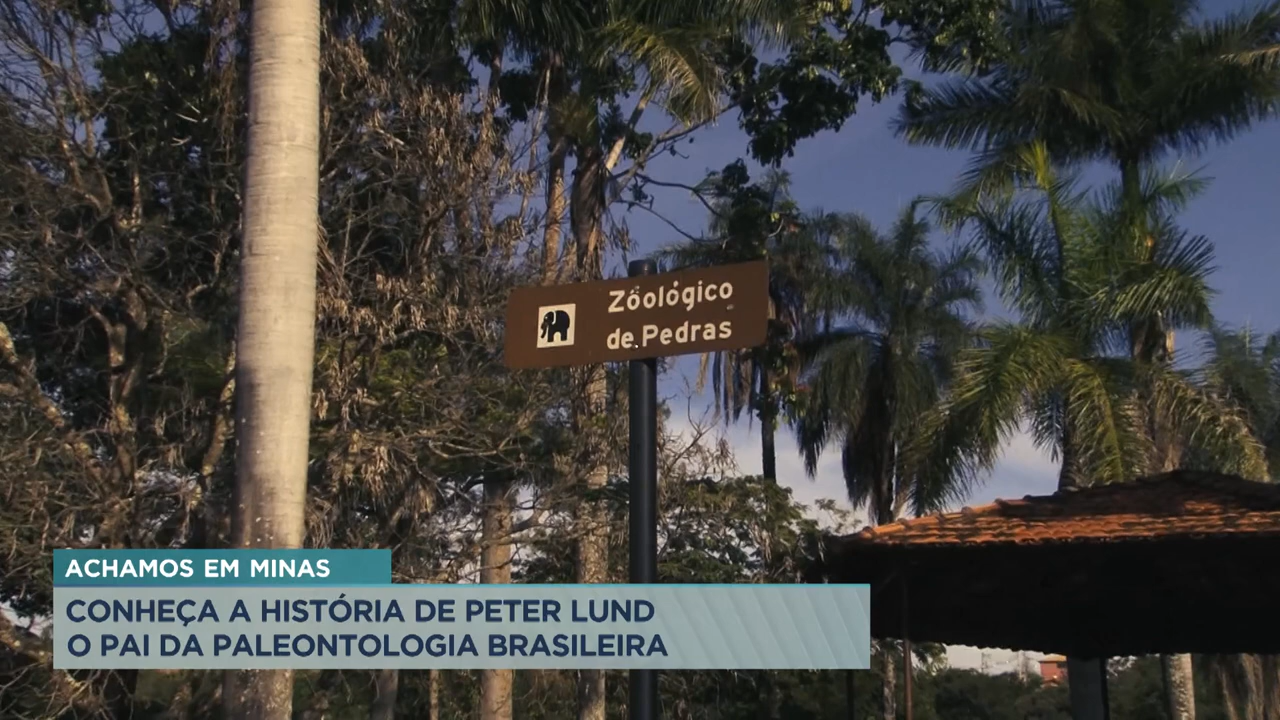 Zoológico
de Pedras
ACHAMOS EM MINAS
CONHEÇA A HISTÓRIA DE PETER LUND
O PAI DA PALEONTOLOGIA BRASILEIRA